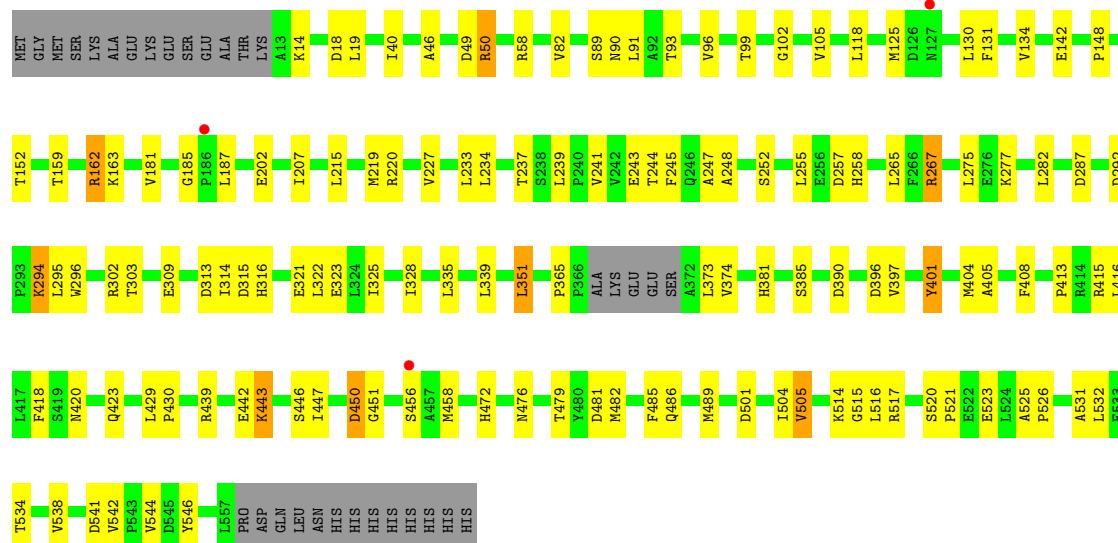 MET GLY MET SER LYS ALA GLU LYS GLU SER GLU ALA THR LYS A13 K14 D18 L19 I40 A46 D49 R50 R58 V82 S89 N90 L91 A92 T93 V96 T99 G102 V105 L118 M125 D126 N127 L130 F131 V134 E142 P148
T152 T159 R162 K163 V181 G185 P186 L187 E202 I207 L215 M219 R220 V227 L233 L234 T237 S238 L239 P240 V241 V242 E243 T244 F245 Q246 A247 A248 S252 L255 E256 D257 H258 L265 F266 R267 L275 E276 K277 L282 D287 D292
P293 K294 L295 W296 R302 T303 E309 D313 I314 D315 H316 E321 L322 E323 L324 I325 I328 L335 L339 L351 P365 P366 ALA LYS GLU GLU SER A372 L373 V374 H381 S385 D390 D396 V397 Y401 M404 A405 F408 P413 R414 R415 L416
L417 F418 S419 N420 Q423 L429 P430 R439 E442 K443 S446 I447 D450 G451 S456 A457 M458 H472 N476 T479 Y480 D481 M482 F485 Q486 M489 D501 I504 V505 K514 G515 L516 R517 S520 P521 E522 E523 L524 A525 P526 A531 L532 E533
T534 V538 D541 V542 P543 V544 D545 Y546 L557 PRO ASP GLN LEU ASN HIS HIS HIS HIS HIS HIS HIS HIS